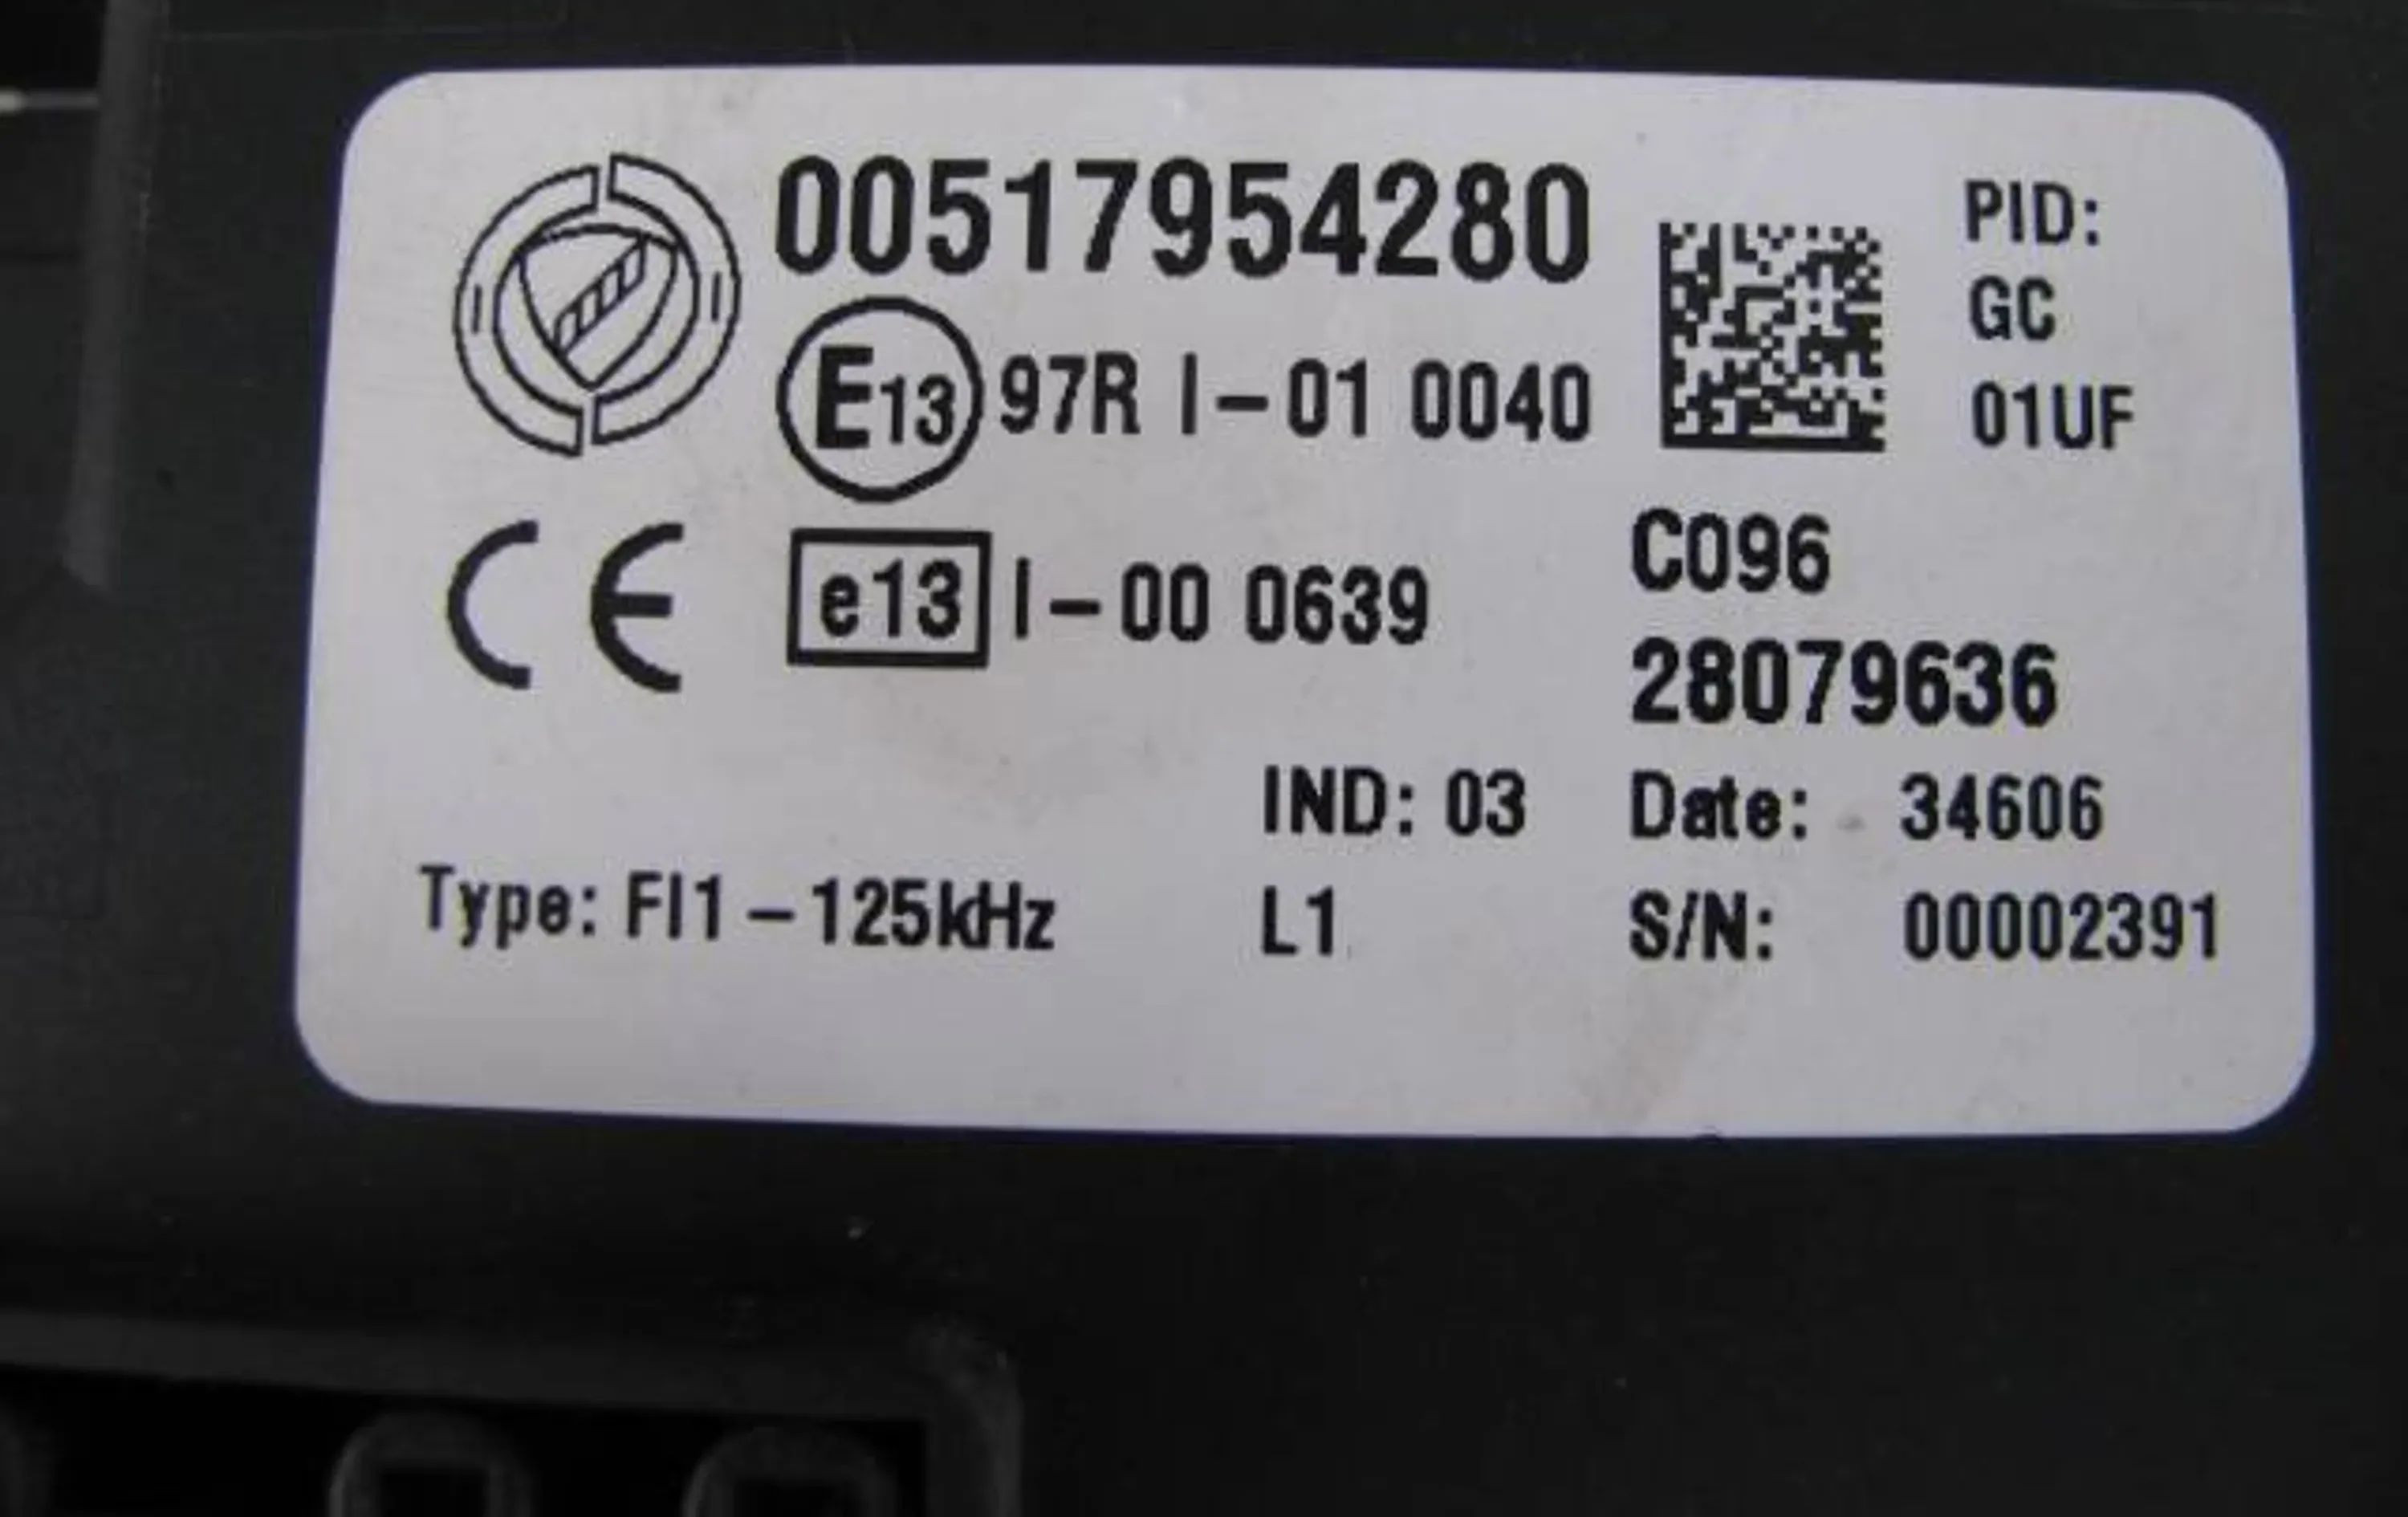 00517954280
PID:
GC
01UF
E13 97R I-01 0040
CE e13 I-00 0639
C096
28079636
IND: 03 Date: 34606
Type: FI1-125kHz L1 S/N: 00002391